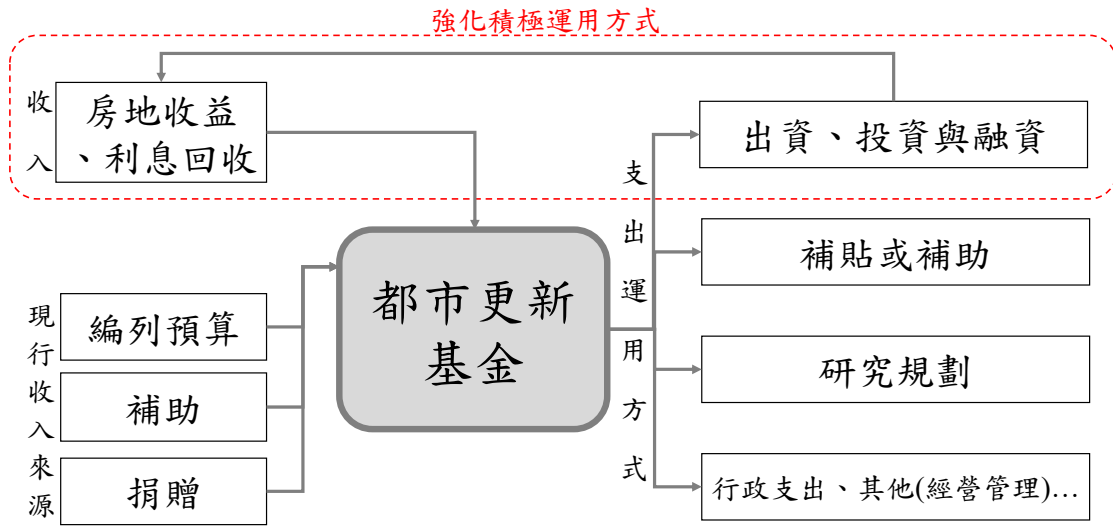 強化積極運用方式
收入
房地收益
、利息回收
出資、投資與融資
支出運用方式
補貼或補助
都市更新
基金
現行收入來源
編列預算
研究規劃
補助
捐贈
行政支出、其他(經營管理)…